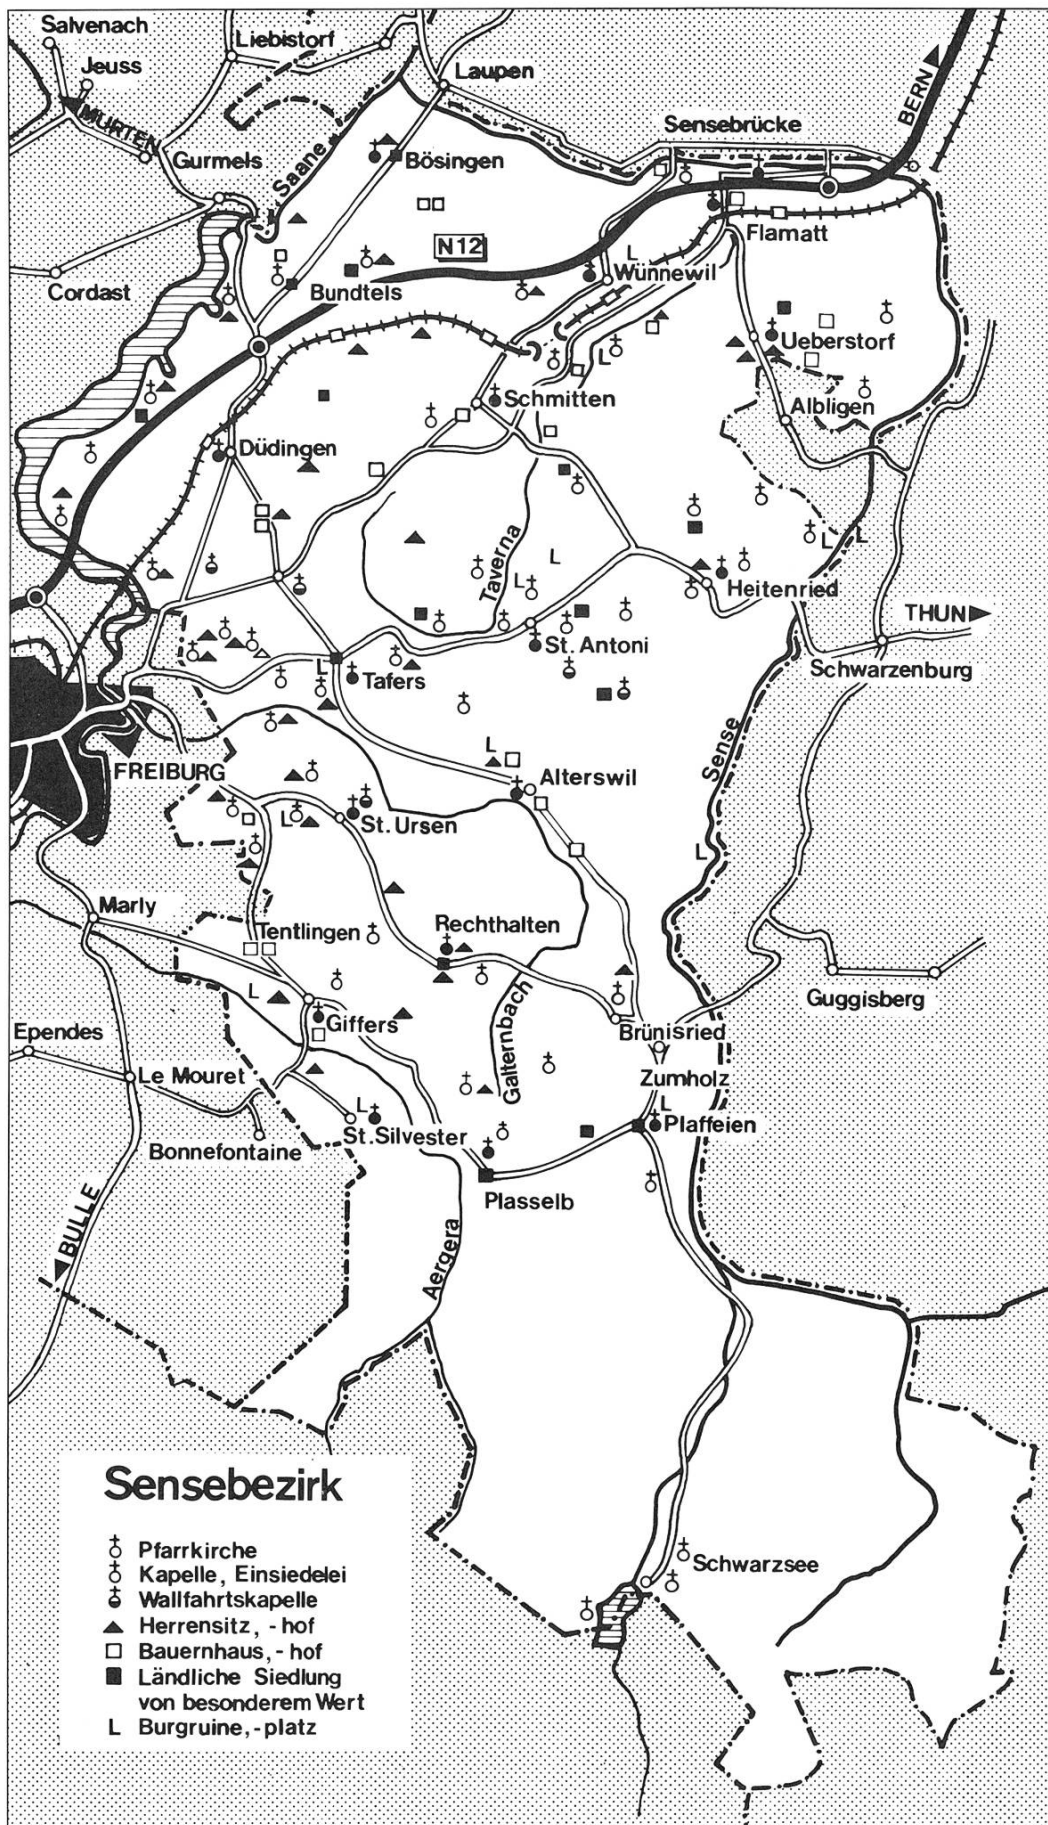 Salvenach
Liebistorf
Jeuss
Laupen
BERN
MURTEN
Sensebrücke
Gurmels
Saane
Bösingen
Flamatt
N12
Wünnewil
Cordast
Bundtels
Ueberstorf
Schmitten
Albligen
Düdingen
Taverna
Heitenried
THUN
St. Antoni
Schwarzenburg
Tafers
Sense
FREIBURG
Alterswil
St. Ursen
Marly
Tentlingen
Rechthalten
Guggisberg
Giffers
Galternbach
Brünisried
Ependes
Le Mouret
Zumholz
Plaffeien
St. Silvester
Bonnefontaine
Plasselb
BULLE
Aergera
Sensebezirk
Pfarrkirche
Kapelle, Einsiedelei
Wallfahrtskapelle
Herrensitz, -hof
Bauernhaus, -hof
Ländliche Siedlung
von besonderem Wert
L Burgruine, -platz
Schwarzsee
L
L
L
L
L
L
L
L
L
L
L
L
L
L